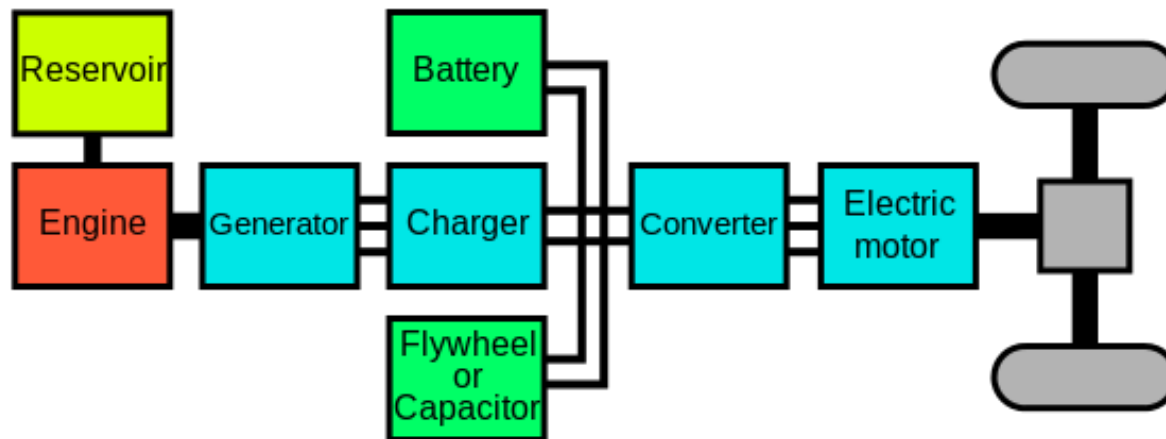 Reservoir
Battery
Engine
Generator
Charger
Converter
Electric
motor
Flywheel
or
Capacitor